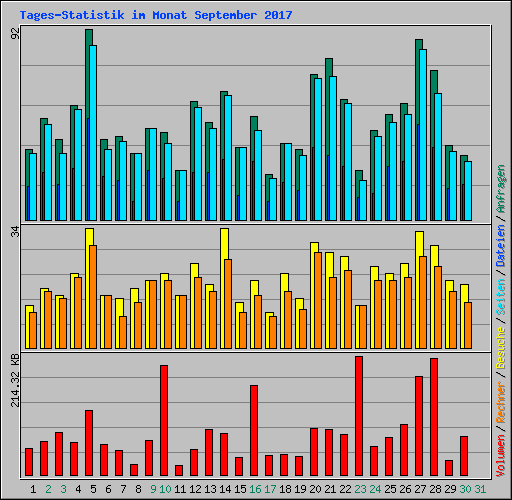 Tages-Statistik im Monat September 2017
92
34
214.32 KB
Volumen / Rechner / Besuche / Seiten / Dateien / Anfragen
1 2 3 4 5 6 7 8 9 10 11 12 13 14 15 16 17 18 19 20 21 22 23 24 25 26 27 28 29 30 31